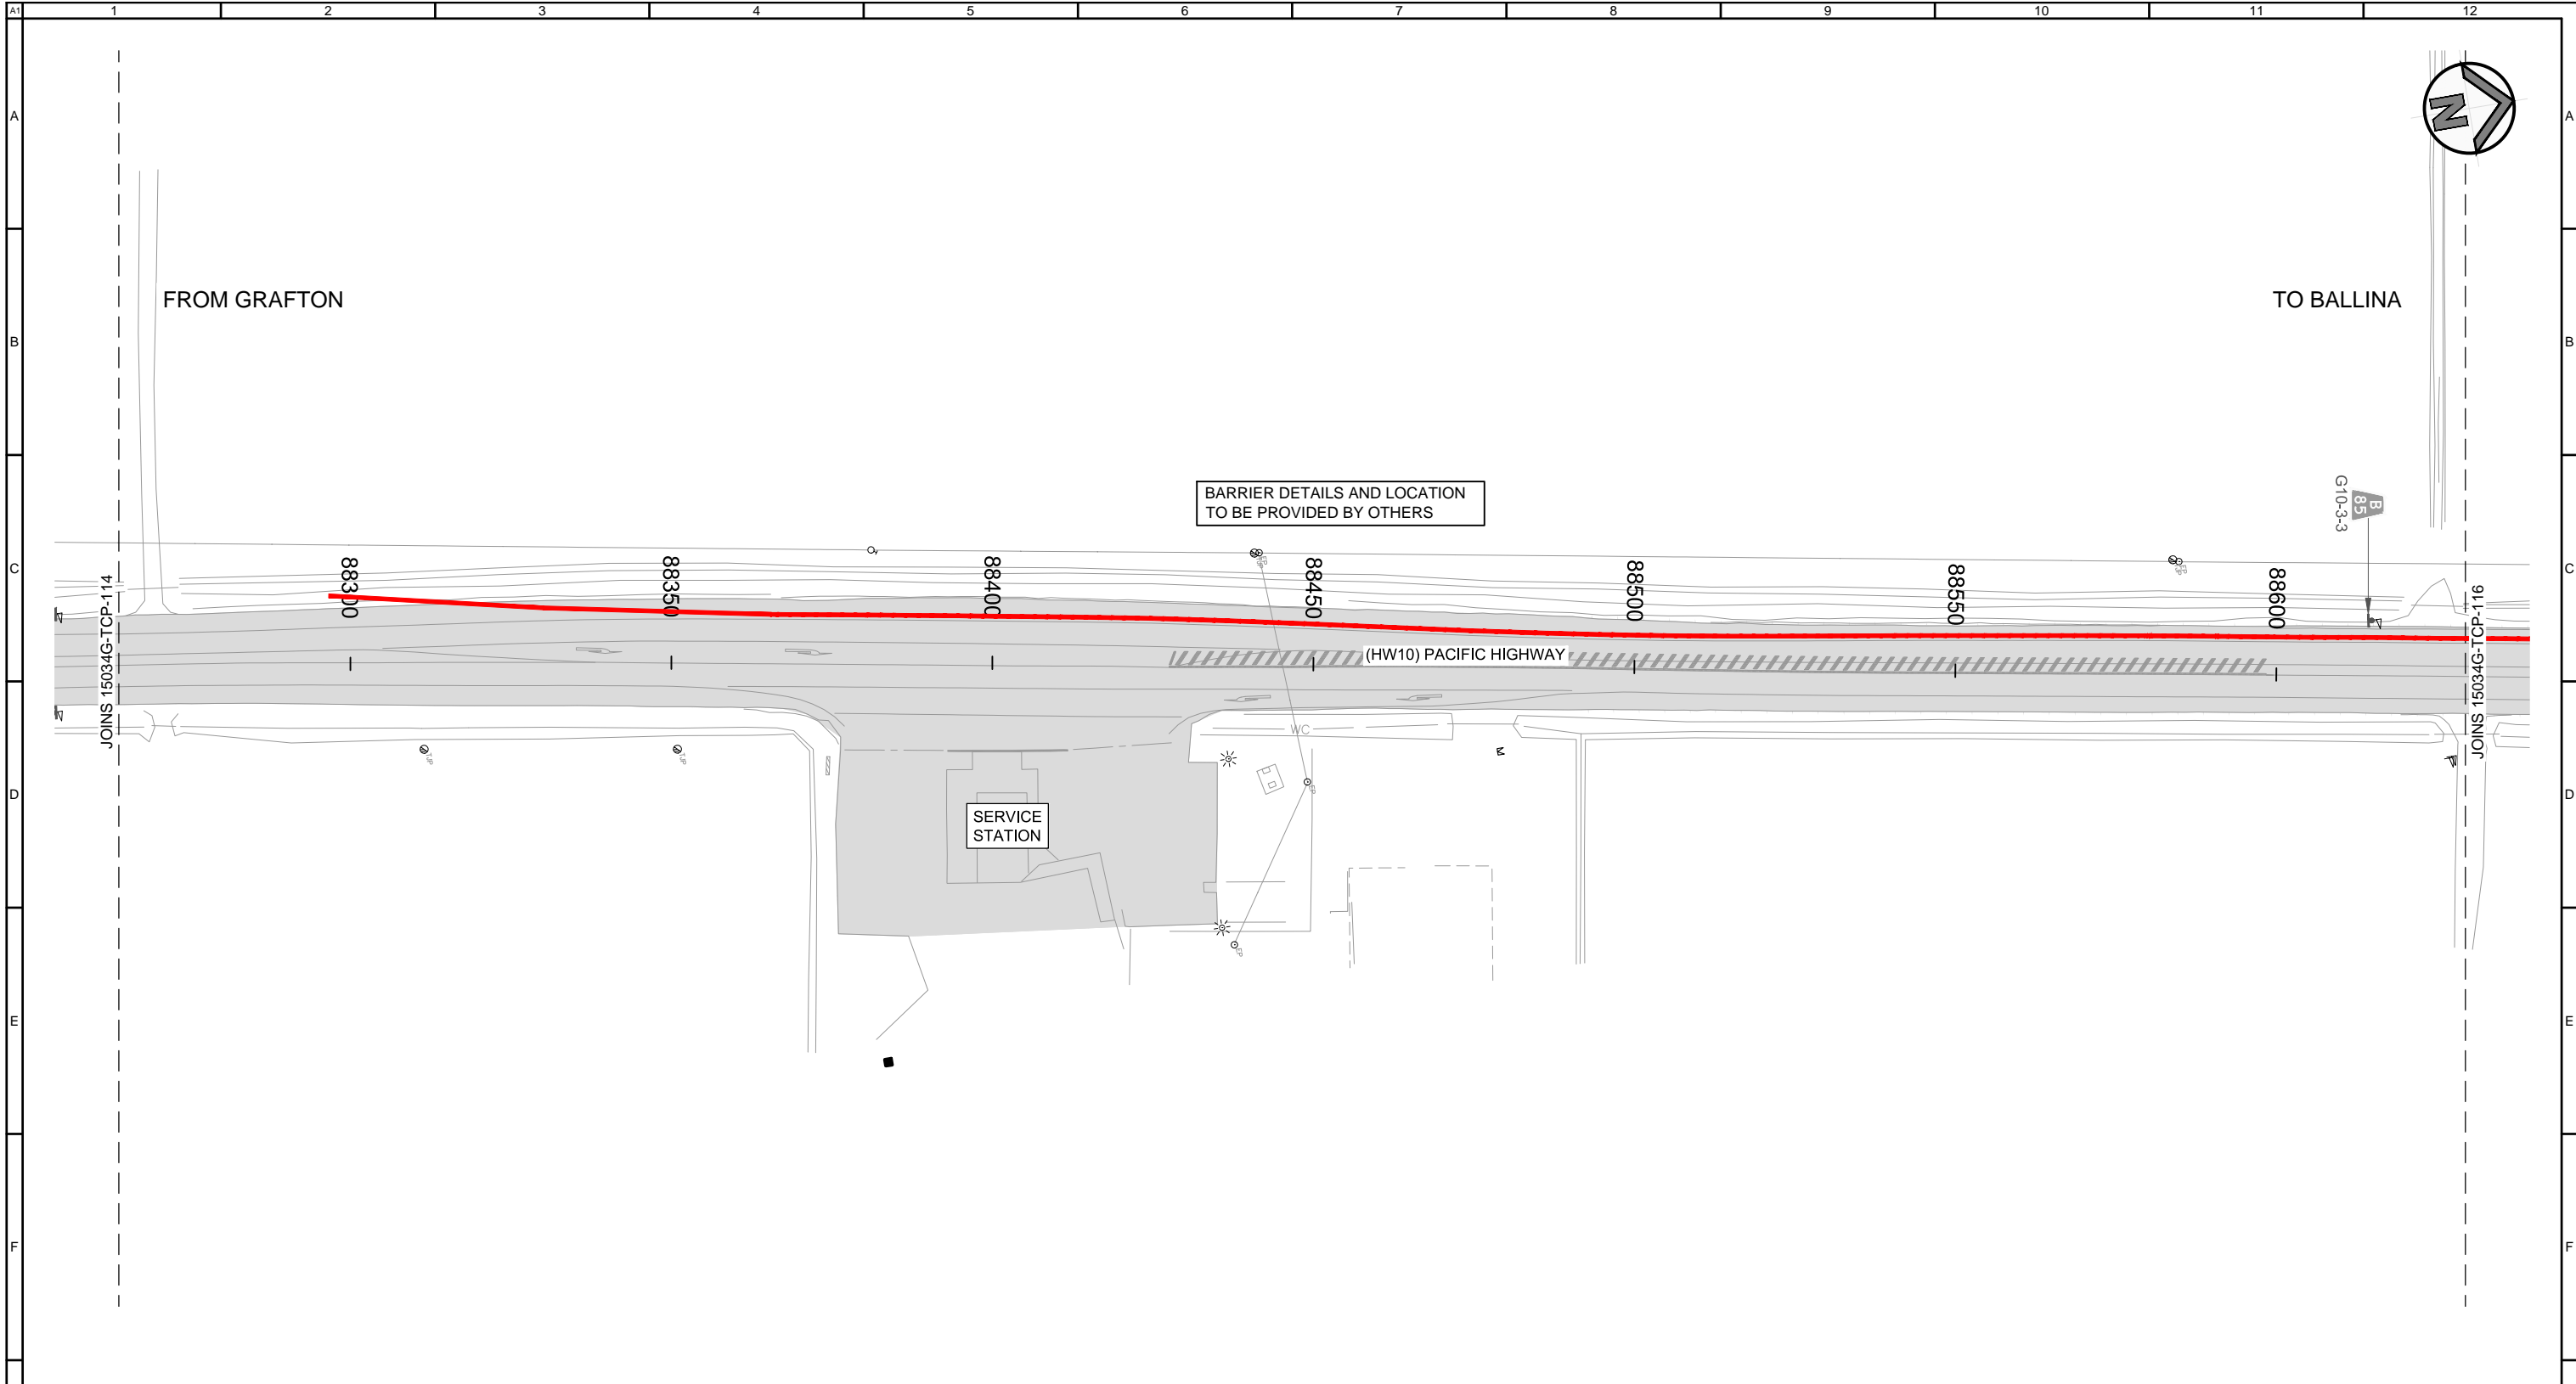 A1
1 2 3 4 5 6 7 8 9 10 11 12
A
A
N
FROM GRAFTON
TO BALLINA
B
B
BARRIER DETAILS AND LOCATION
TO BE PROVIDED BY OTHERS
B
85
G10-3-3
C
C
88300
88350
88400
88450
88500
88550
88600
JOINS 15034G-TCP-114
(HW10) PACIFIC HIGHWAY
JOINS 15034G-TCP-116
WC
D
D
SERVICE
STATION
EP
E
E
F
F